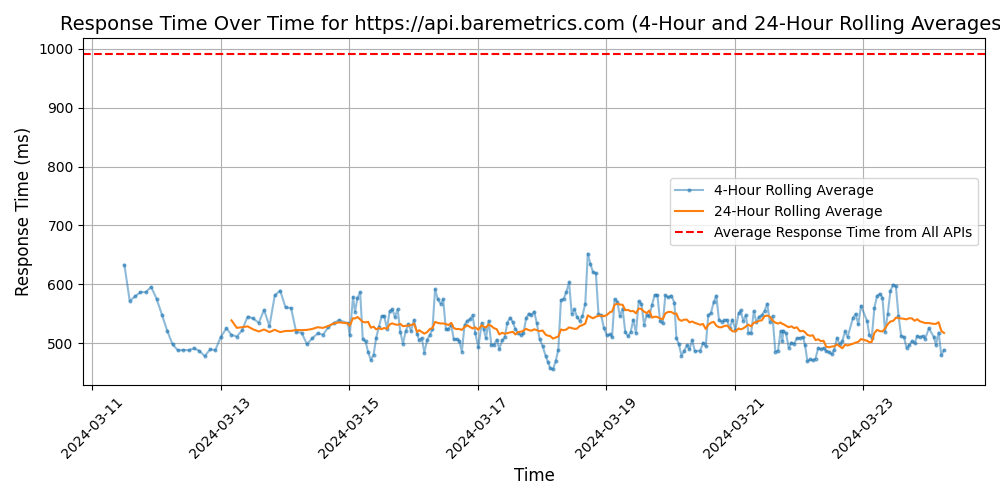 Response Time Over Time for https://api.baremetrics.com (4-Hour and 24-Hour Rolling Averages
Response Time (ms)
1000
900
800
700
600
500
4-Hour Rolling Average
24-Hour Rolling Average
Average Response Time from All APIs
2024-03-11
2024-03-13
2024-03-15
2024-03-17
2024-03-19
2024-03-21
2024-03-23
Time